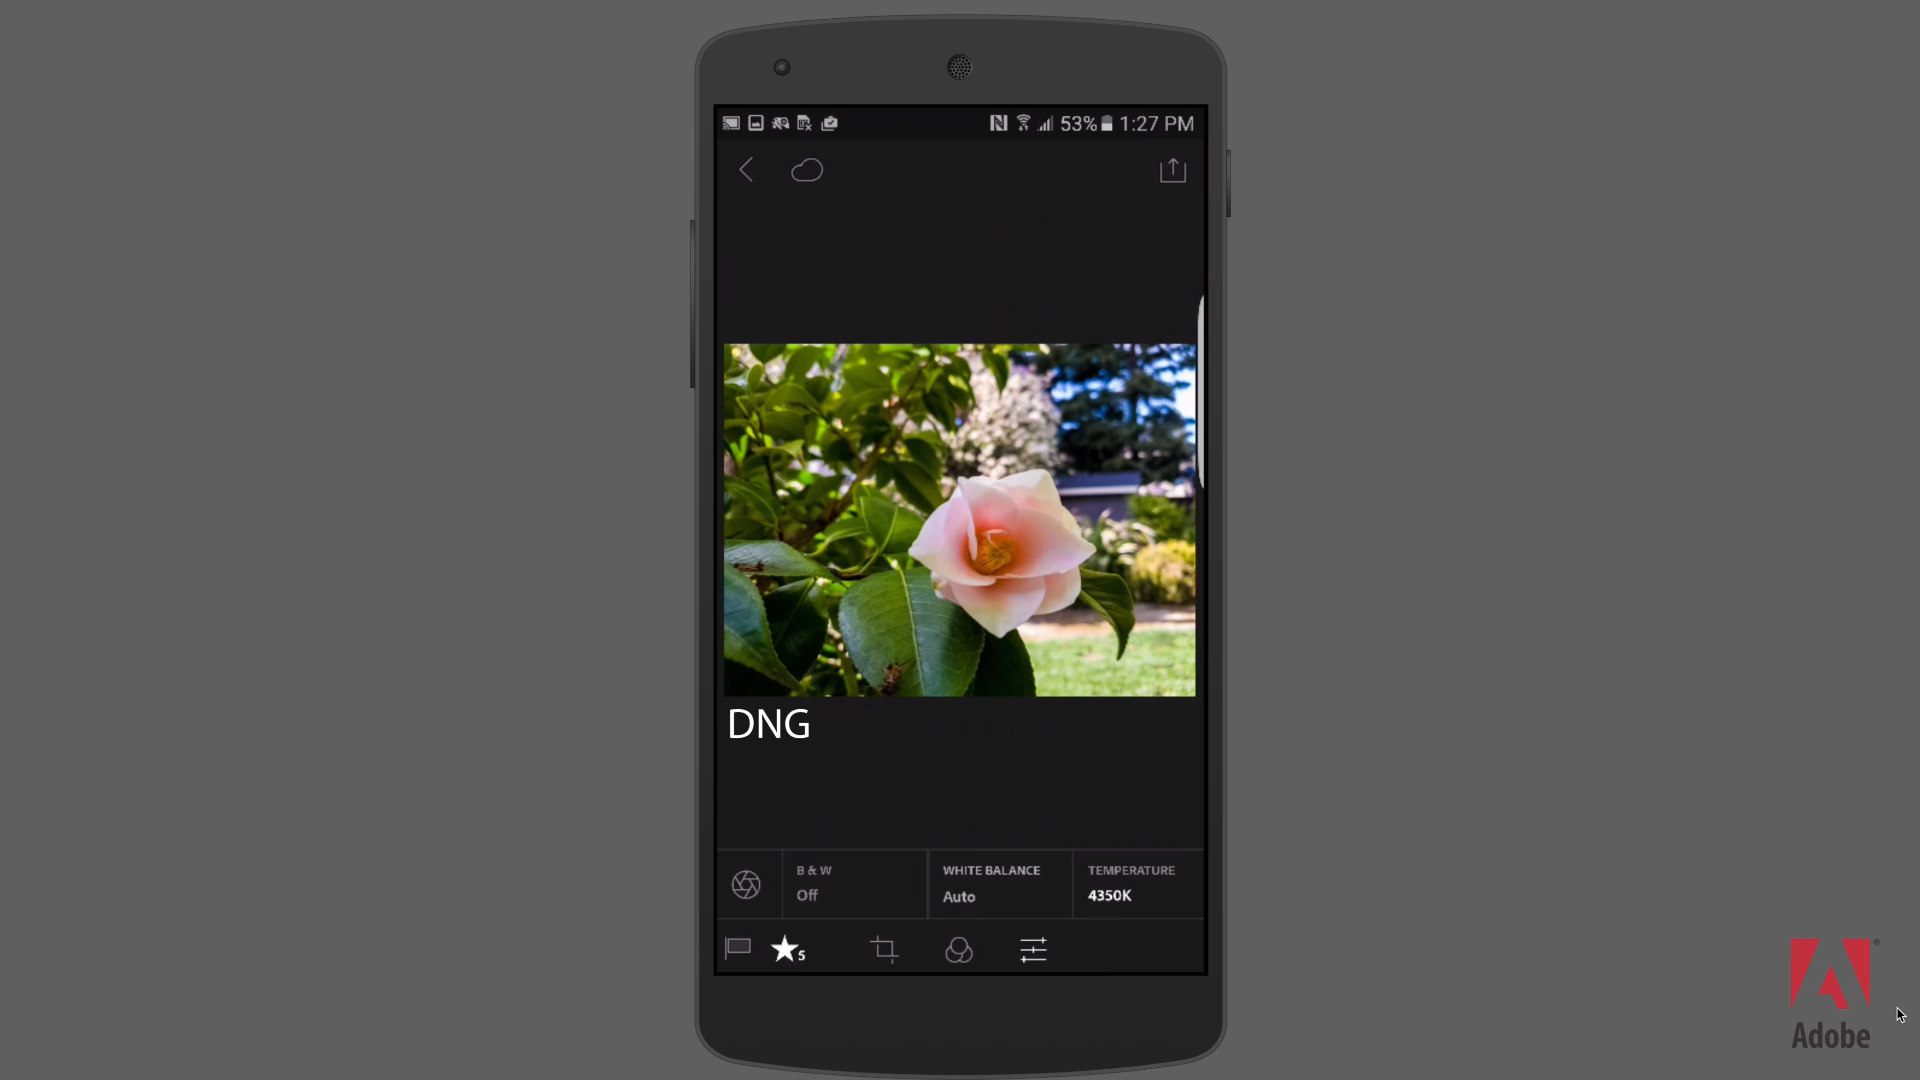 53% 1:27 PM
DNG
B & W
Off
WHITE BALANCE
Auto
TEMPERATURE
4350K
5
Adobe